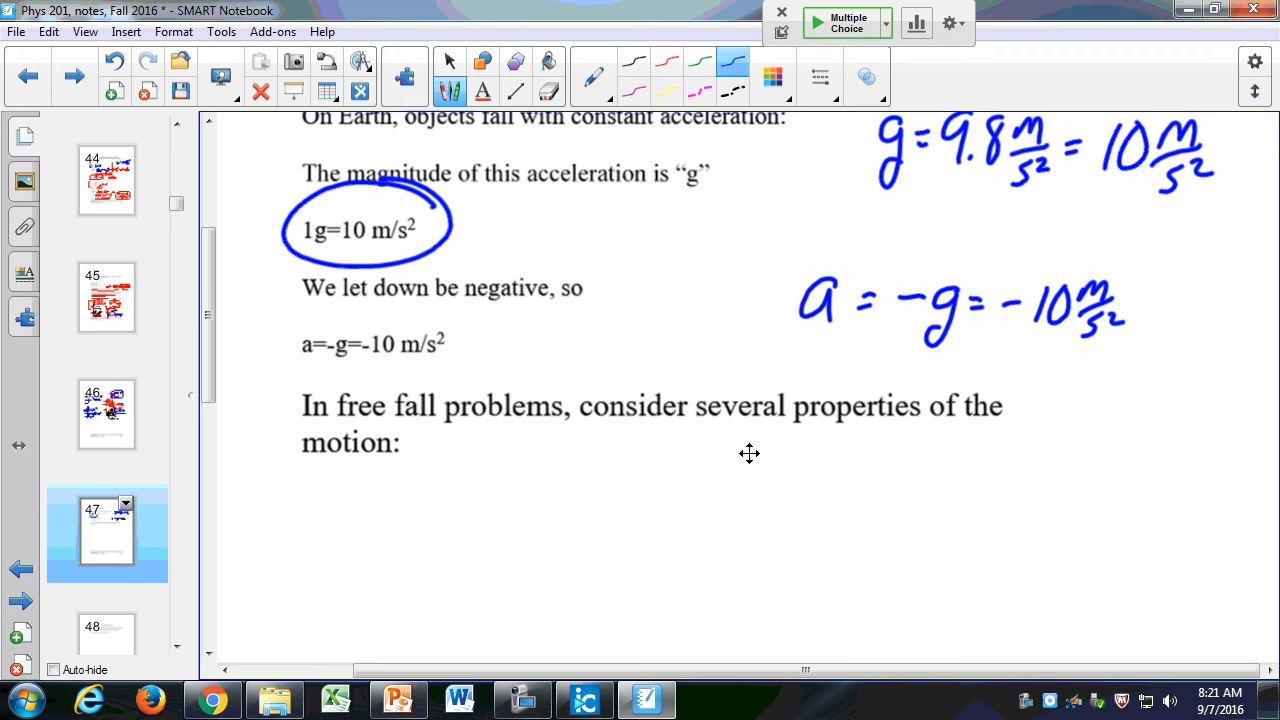 Phys 201, notes, Fall 2016 * - SMART Notebook
Multiple
Choice
File Edit View Insert Format Tools Add-ons Help
On Earth, objects fall with constant acceleration:
g = 9.8 m/s² = 10 m/s²
The magnitude of this acceleration is “g”
1g=10 m/s²
We let down be negative, so
a = -g = -10 m/s²
a=-g=-10 m/s²
In free fall problems, consider several properties of the
motion:
44
45
46
47
48
Auto-hide
8:21 AM
9/7/2016